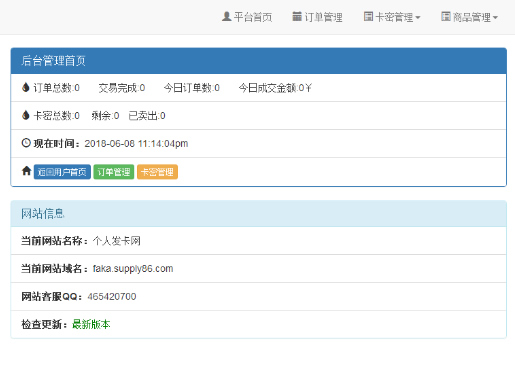 平台首页 订单管理 卡密管理 商品管理
后台管理首页
订单总数:0 交易完成:0 今日订单数:0 今日成交金额:0￥
卡密总数:0 剩余:0 已卖出:0
现在时间：2018-06-08 11:14:04pm
返回用户首页 订单管理 卡密管理
网站信息
当前网站名称：个人发卡网
当前网站域名：faka.supply86.com
网站客服QQ：465420700
检查更新：最新版本